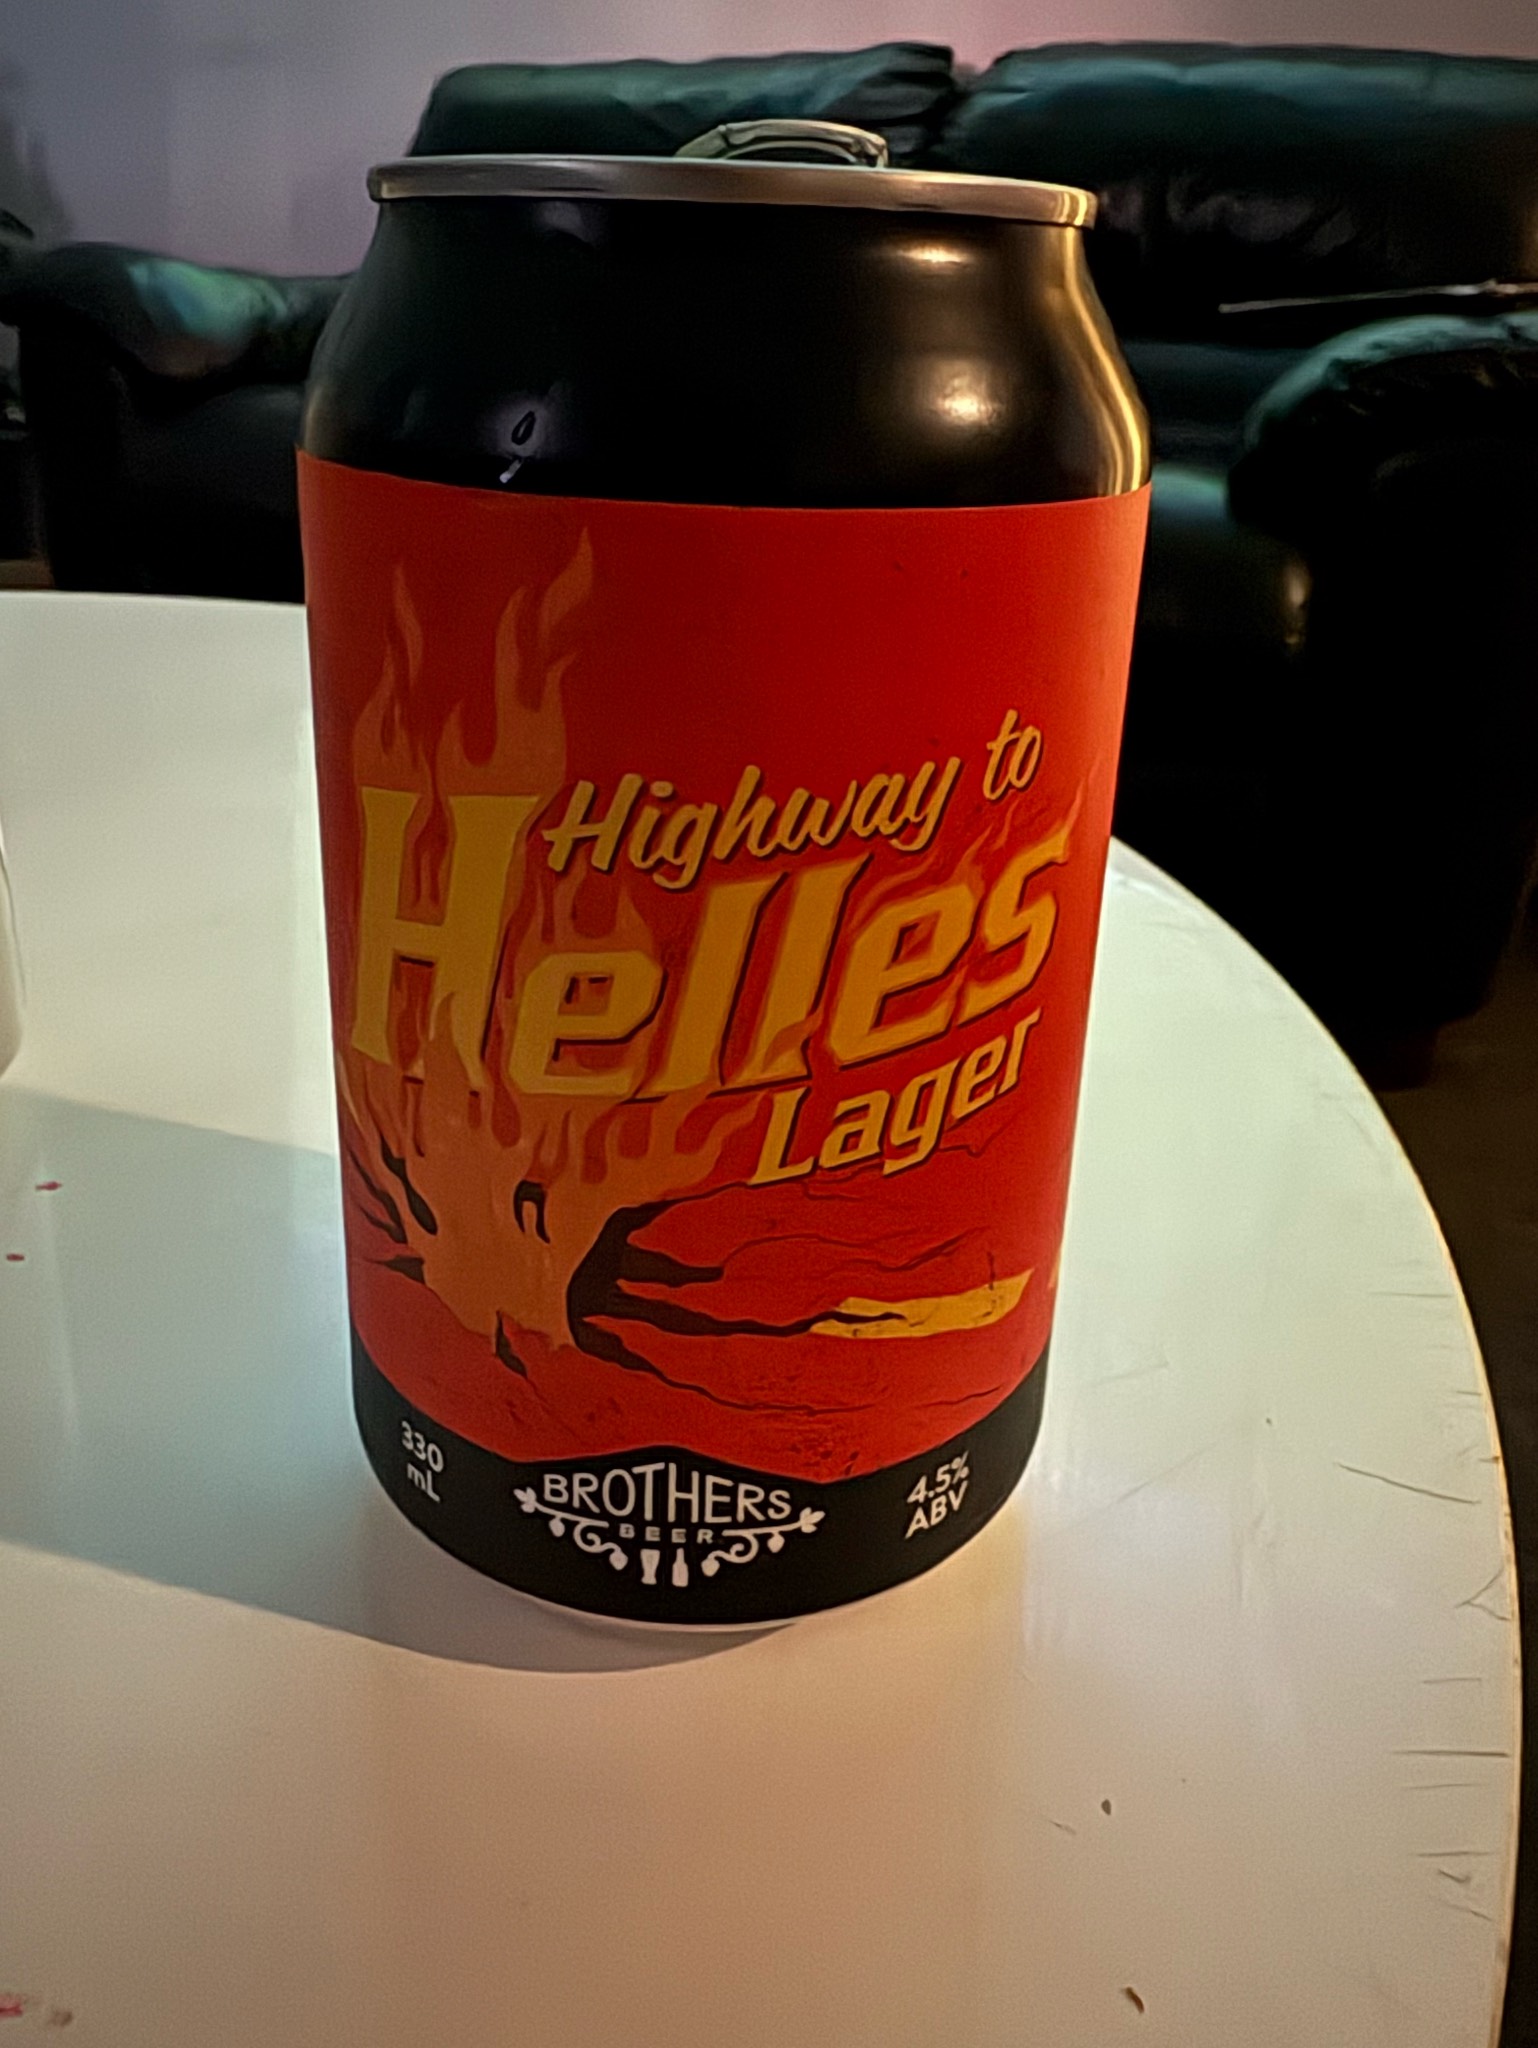 Highway to
Helles
Lager
330
mL
BROTHERS
BEER
4.5%
ABV